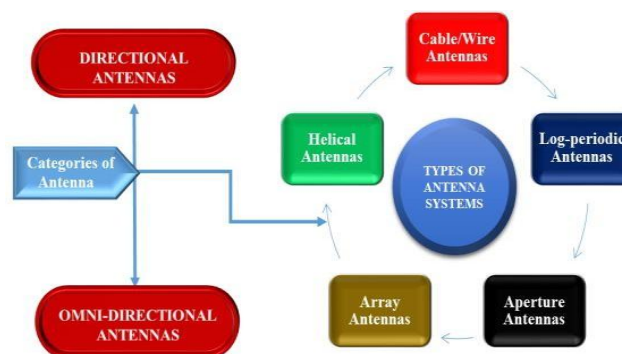 DIRECTIONAL
ANTENNAS
Categories of
Antenna
OMNI-DIRECTIONAL
ANTENNAS
Cable/Wire
Antennas
Log-periodic
Antennas
Aperture
Antennas
Array
Antennas
Helical
Antennas
TYPES OF
ANTENNA
SYSTEMS